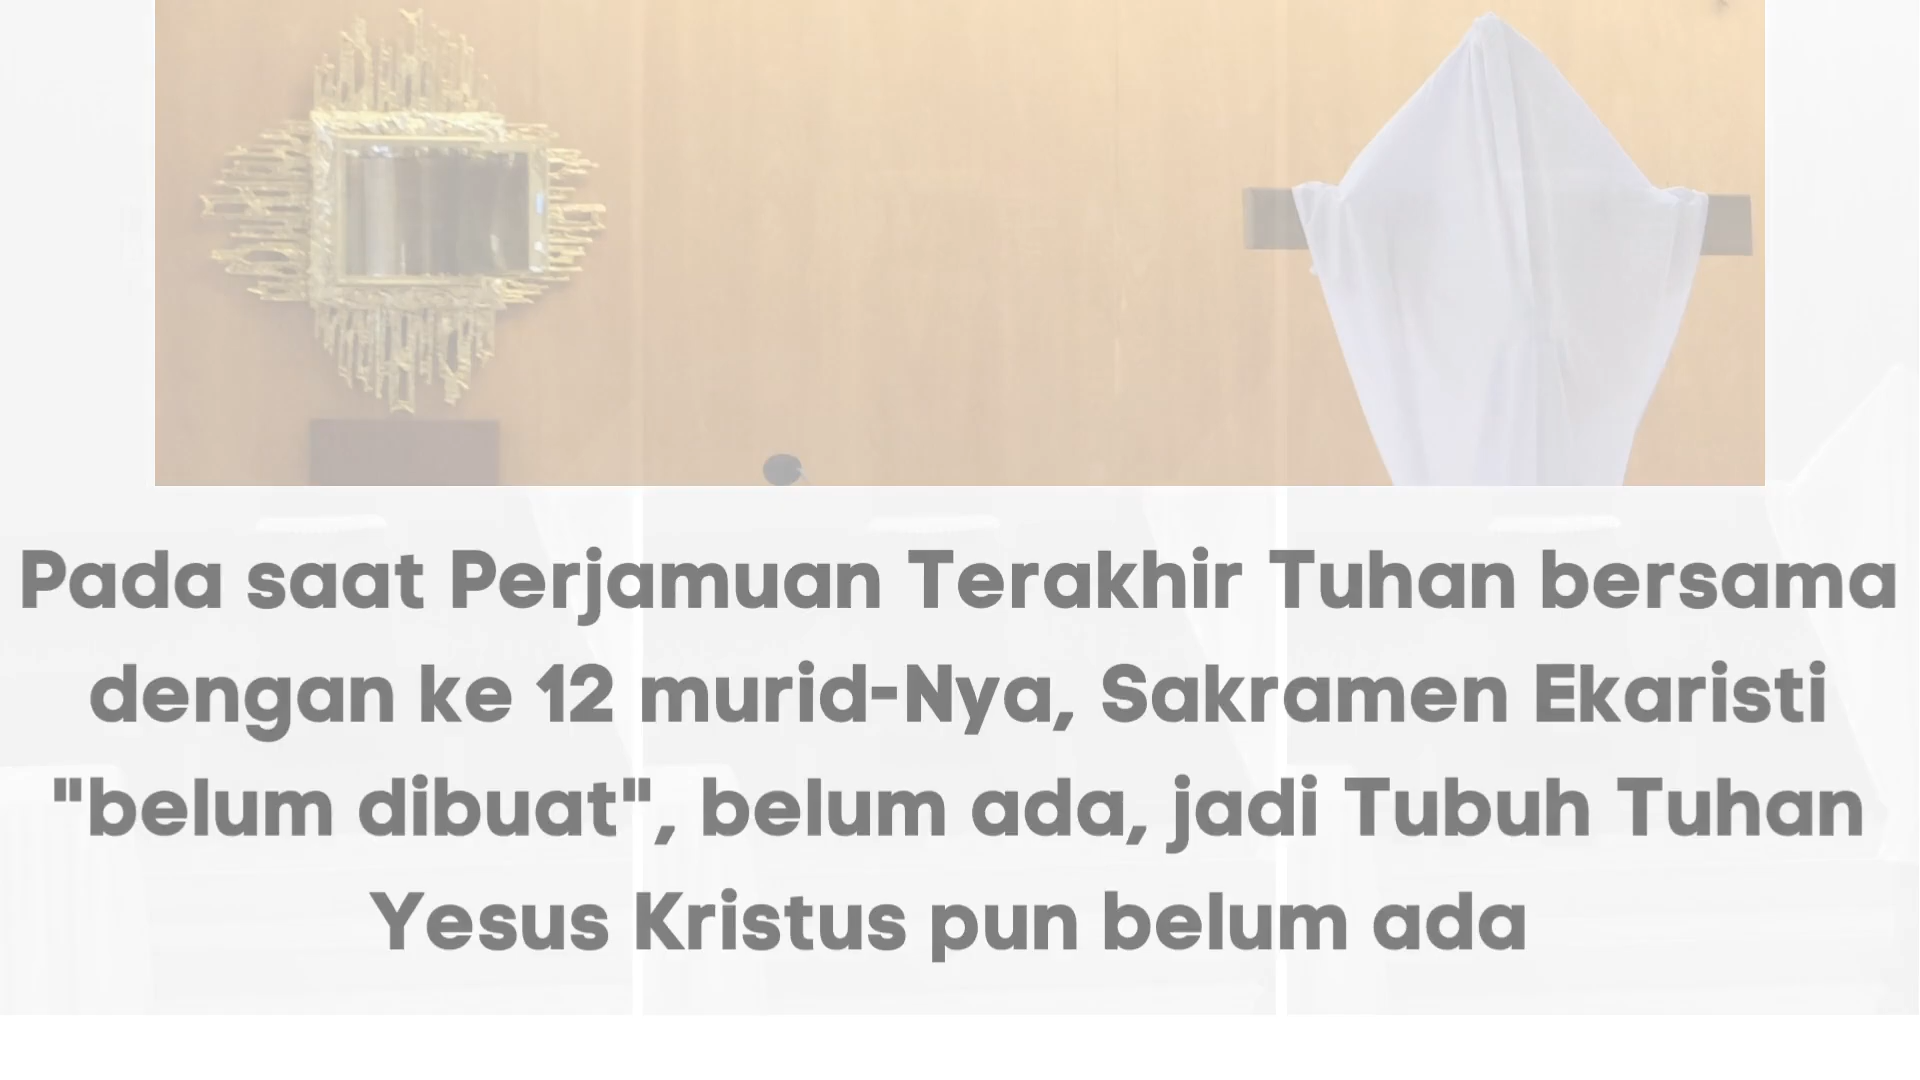 Pada saat Perjamuan Terakhir Tuhan bersama
dengan ke 12 murid-Nya, Sakramen Ekaristi
"belum dibuat", belum ada, jadi Tubuh Tuhan
Yesus Kristus pun belum ada